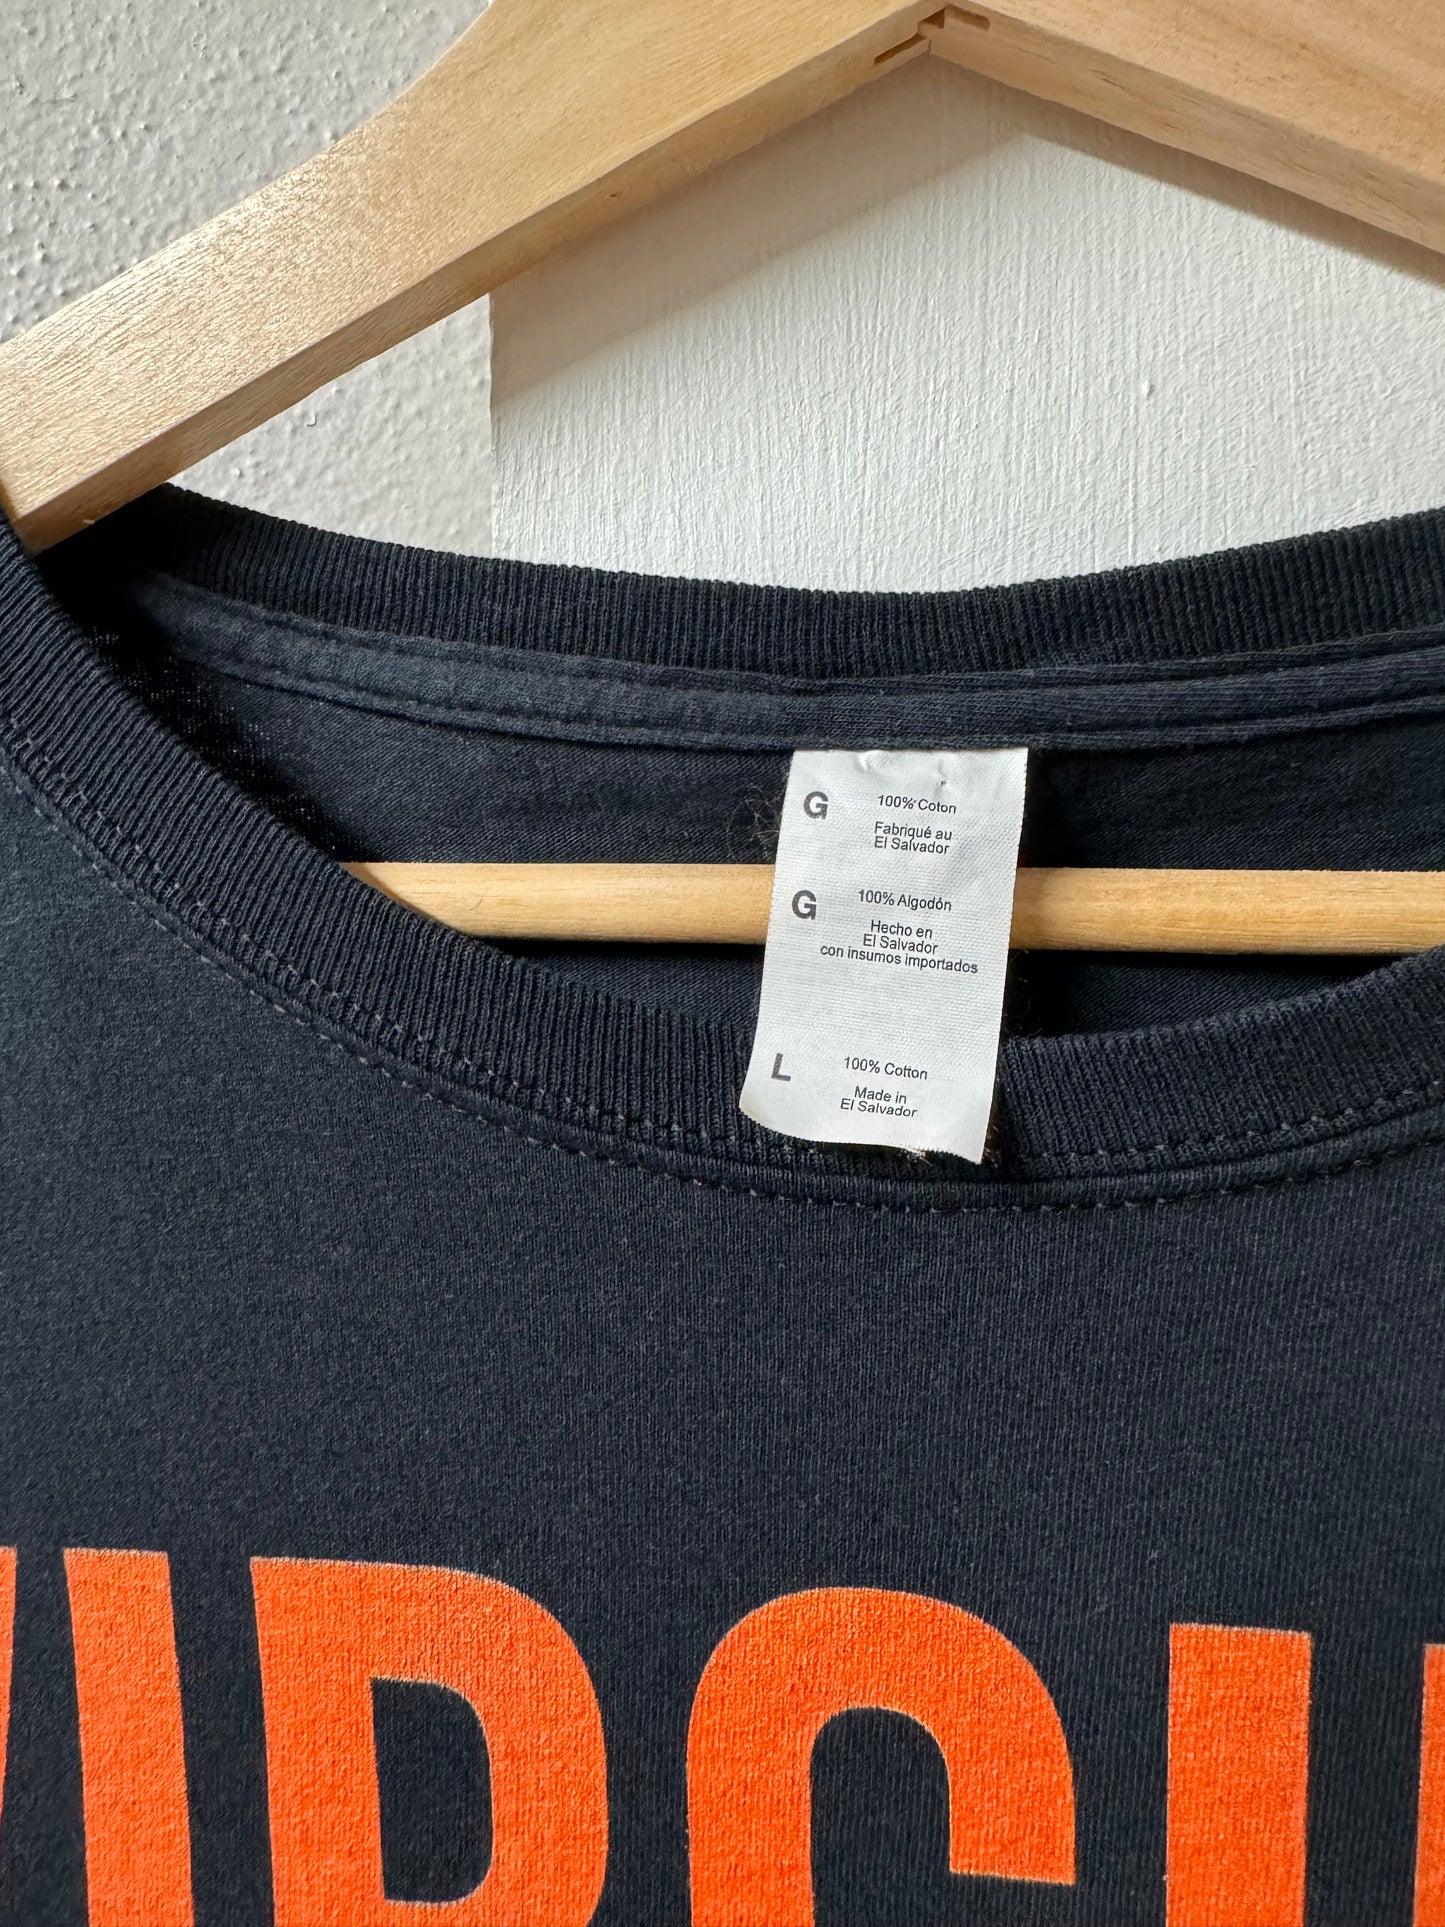 G 100% Coton
Fabriqué au
El Salvador
G 100% Algodón
Hecho en
El Salvador
con insumos importados
L 100% Cotton
Made in
El Salvador